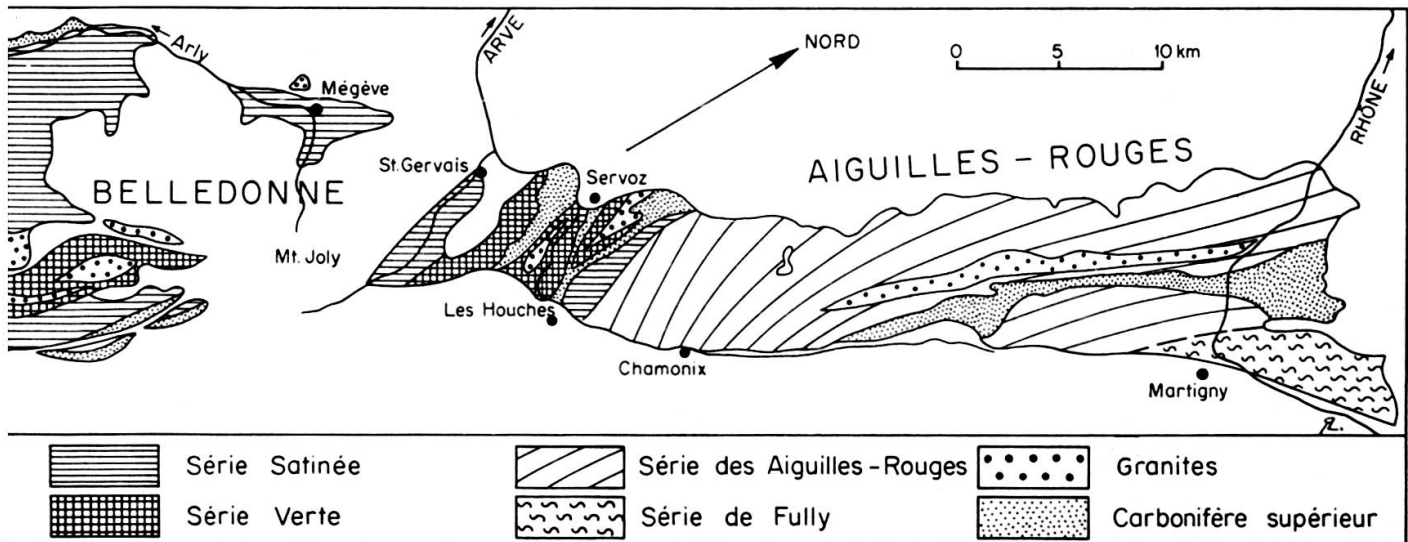 Arly
ARVE
NORD
0 5 10 km
RHÔNE
Mégève
St.Gervais
Servoz
AIGUILLES - ROUGES
BELLEDONNE
Mt. Joly
Les Houches
Chamonix
Martigny
R.
Série Satinée
Série des Aiguilles-Rouges
Granites
Série Verte
Série de Fully
Carbonifère supérieur